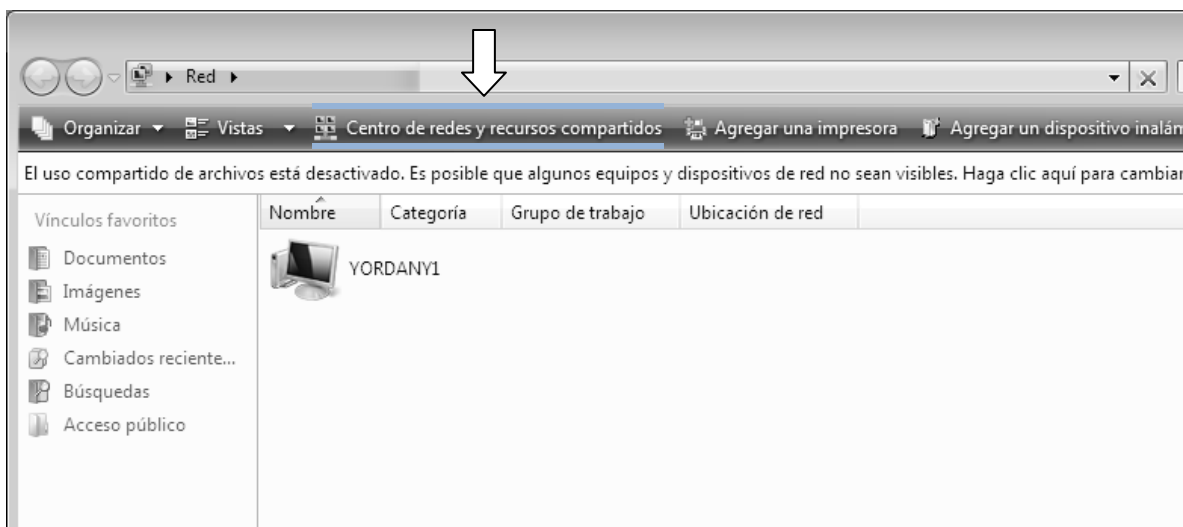 Red
Organizar Vistas Centro de redes y recursos compartidos Agregar una impresora Agregar un dispositivo inalám
El uso compartido de archivos está desactivado. Es posible que algunos equipos y dispositivos de red no sean visibles. Haga clic aquí para cambiar
Vínculos favoritos
Documentos
Imágenes
Música
Cambiados reciente...
Búsquedas
Acceso público
Nombre Categoría Grupo de trabajo Ubicación de red
YORDANY1